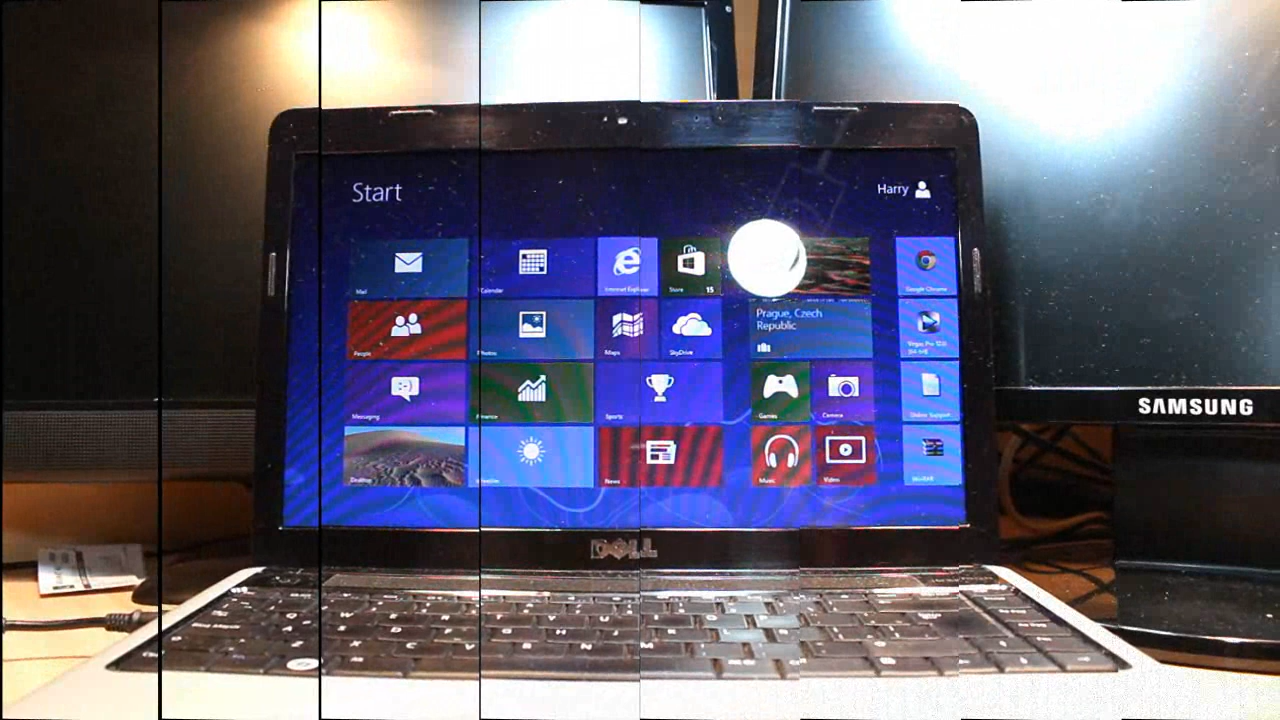 Start
Harry
Mail
Calendar
Internet Explorer
Store
15
Google Chrome
People
Photos
Maps
SkyDrive
Prague, Czech
Republic
Messaging
Finance
Sports
Games
Camera
Online Support
Desktop
News
Music
Video
WinRAR
SAMSUNG
DELL